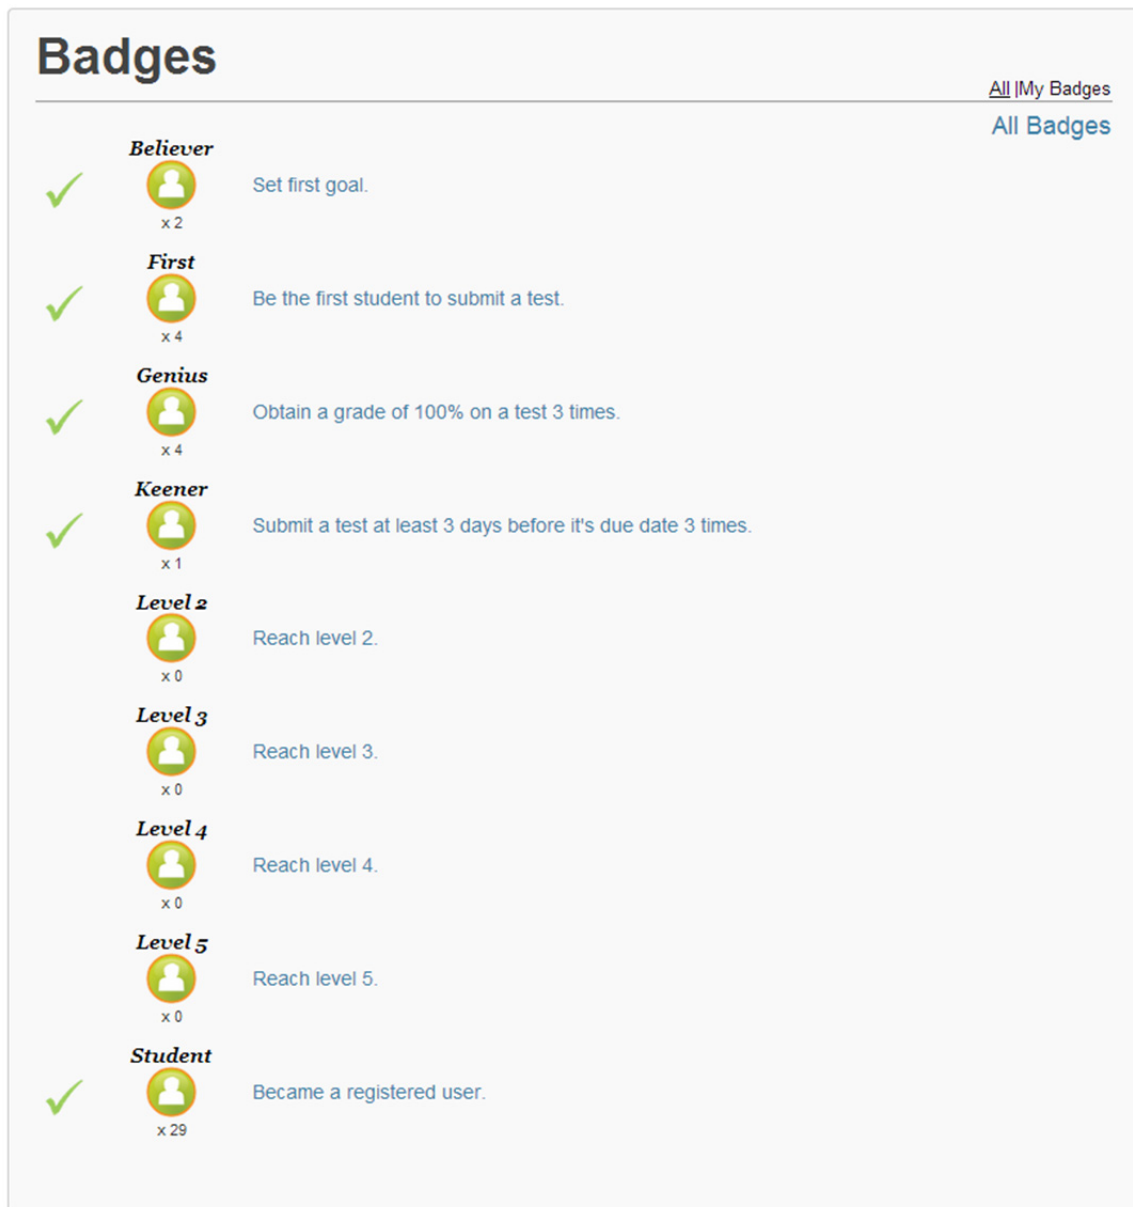 Badges
All |My Badges
All Badges
Believer
Set first goal.
x 2
First
Be the first student to submit a test.
x 4
Genius
Obtain a grade of 100% on a test 3 times.
x 4
Keener
Submit a test at least 3 days before it's due date 3 times.
x 1
Level 2
Reach level 2.
x 0
Level 3
Reach level 3.
x 0
Level 4
Reach level 4.
x 0
Level 5
Reach level 5.
x 0
Student
Became a registered user.
x 29